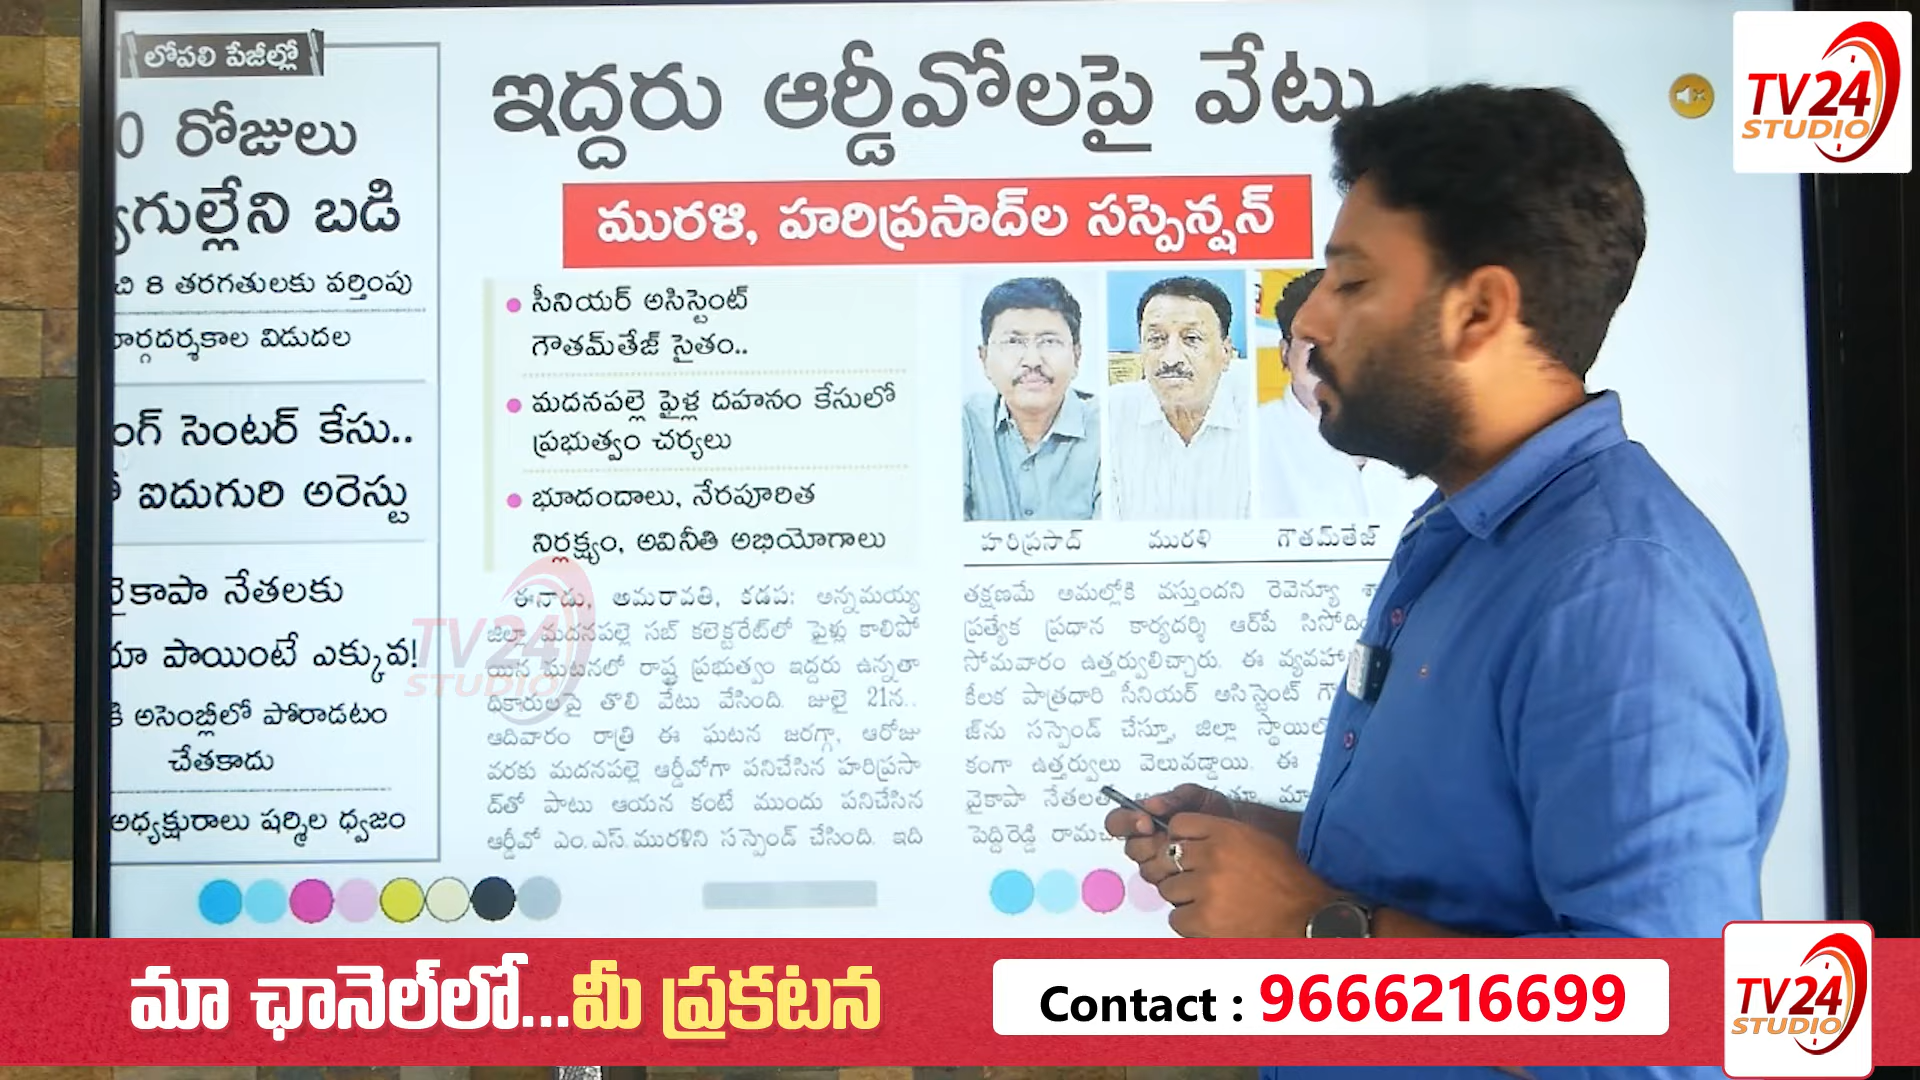 లోపలి పేజీల్లో
0 రోజులు
గుల్లేని బడి
చి 8 తరగతులకు వర్తింపు
మార్గదర్శకాల విడుదల
ంగ్ సెంటర్ కేసు..
ఐదుగురి అరెస్టు
వైకాపా నేతలకు
మా పాయింటే ఎక్కువ!
కి అసెంబ్లీలో పోరాడటం
చేతకాదు
అధ్యక్షురాలు షర్మిల ధ్వజం
ఇద్దరు ఆర్డీవోలపై వేటు
మురళి, హరిప్రసాద్‌ల సస్పెన్షన్
• సీనియర్ అసిస్టెంట్
గౌతమ్‌తేజ్ సైతం..
• మదనపల్లె ఫైళ్ల దహనం కేసులో
ప్రభుత్వం చర్యలు
• భూదందాలు, నేరపూరిత
నిర్లక్ష్యం, అవినీతి అభియోగాలు
హరిప్రసాద్ మురళి గౌతమ్‌తేజ్
ఈనాడు, అమరావతి, కడప: అన్నమయ్య
జిల్లా మదనపల్లె సబ్ కలెక్టరేట్‌లో ఫైళ్లు కాలిపో
యిన ఘటనలో రాష్ట్ర ప్రభుత్వం ఇద్దరు ఉన్నతా
ధికారులపై తొలి వేటు వేసింది. జులై 21న..
ఆదివారం రాత్రి ఈ ఘటన జరగ్గా, ఆరోజు
వరకు మదనపల్లె ఆర్డీవోగా పనిచేసిన హరిప్రసా
ద్‌తో పాటు ఆయన కంటే ముందు పనిచేసిన
ఆర్డీవో ఎం.ఎస్.మురళిని సస్పెండ్ చేసింది. ఇది
తక్షణమే అమల్లోకి వస్తుందని రెవెన్యూ శా
ప్రత్యేక ప్రధాన కార్యదర్శి ఆర్‌పీ సిసోది
సోమవారం ఉత్తర్వులిచ్చారు. ఈ వ్యవహా
కీలక పాత్రధారి సీనియర్ అసిస్టెంట్ గౌ
జ్‌ను సస్పెండ్ చేస్తూ, జిల్లా స్థాయిలో
కంగా ఉత్తర్వులు వెలువడ్డాయి. ఈ
వైకాపా నేతలతో మా
పెద్దిరెడ్డి రామచ
TV24
STUDIO
TV24
STUDIO
మా ఛానెల్‌లో...మీ ప్రకటన
Contact : 9666216699
TV24
STUDIO